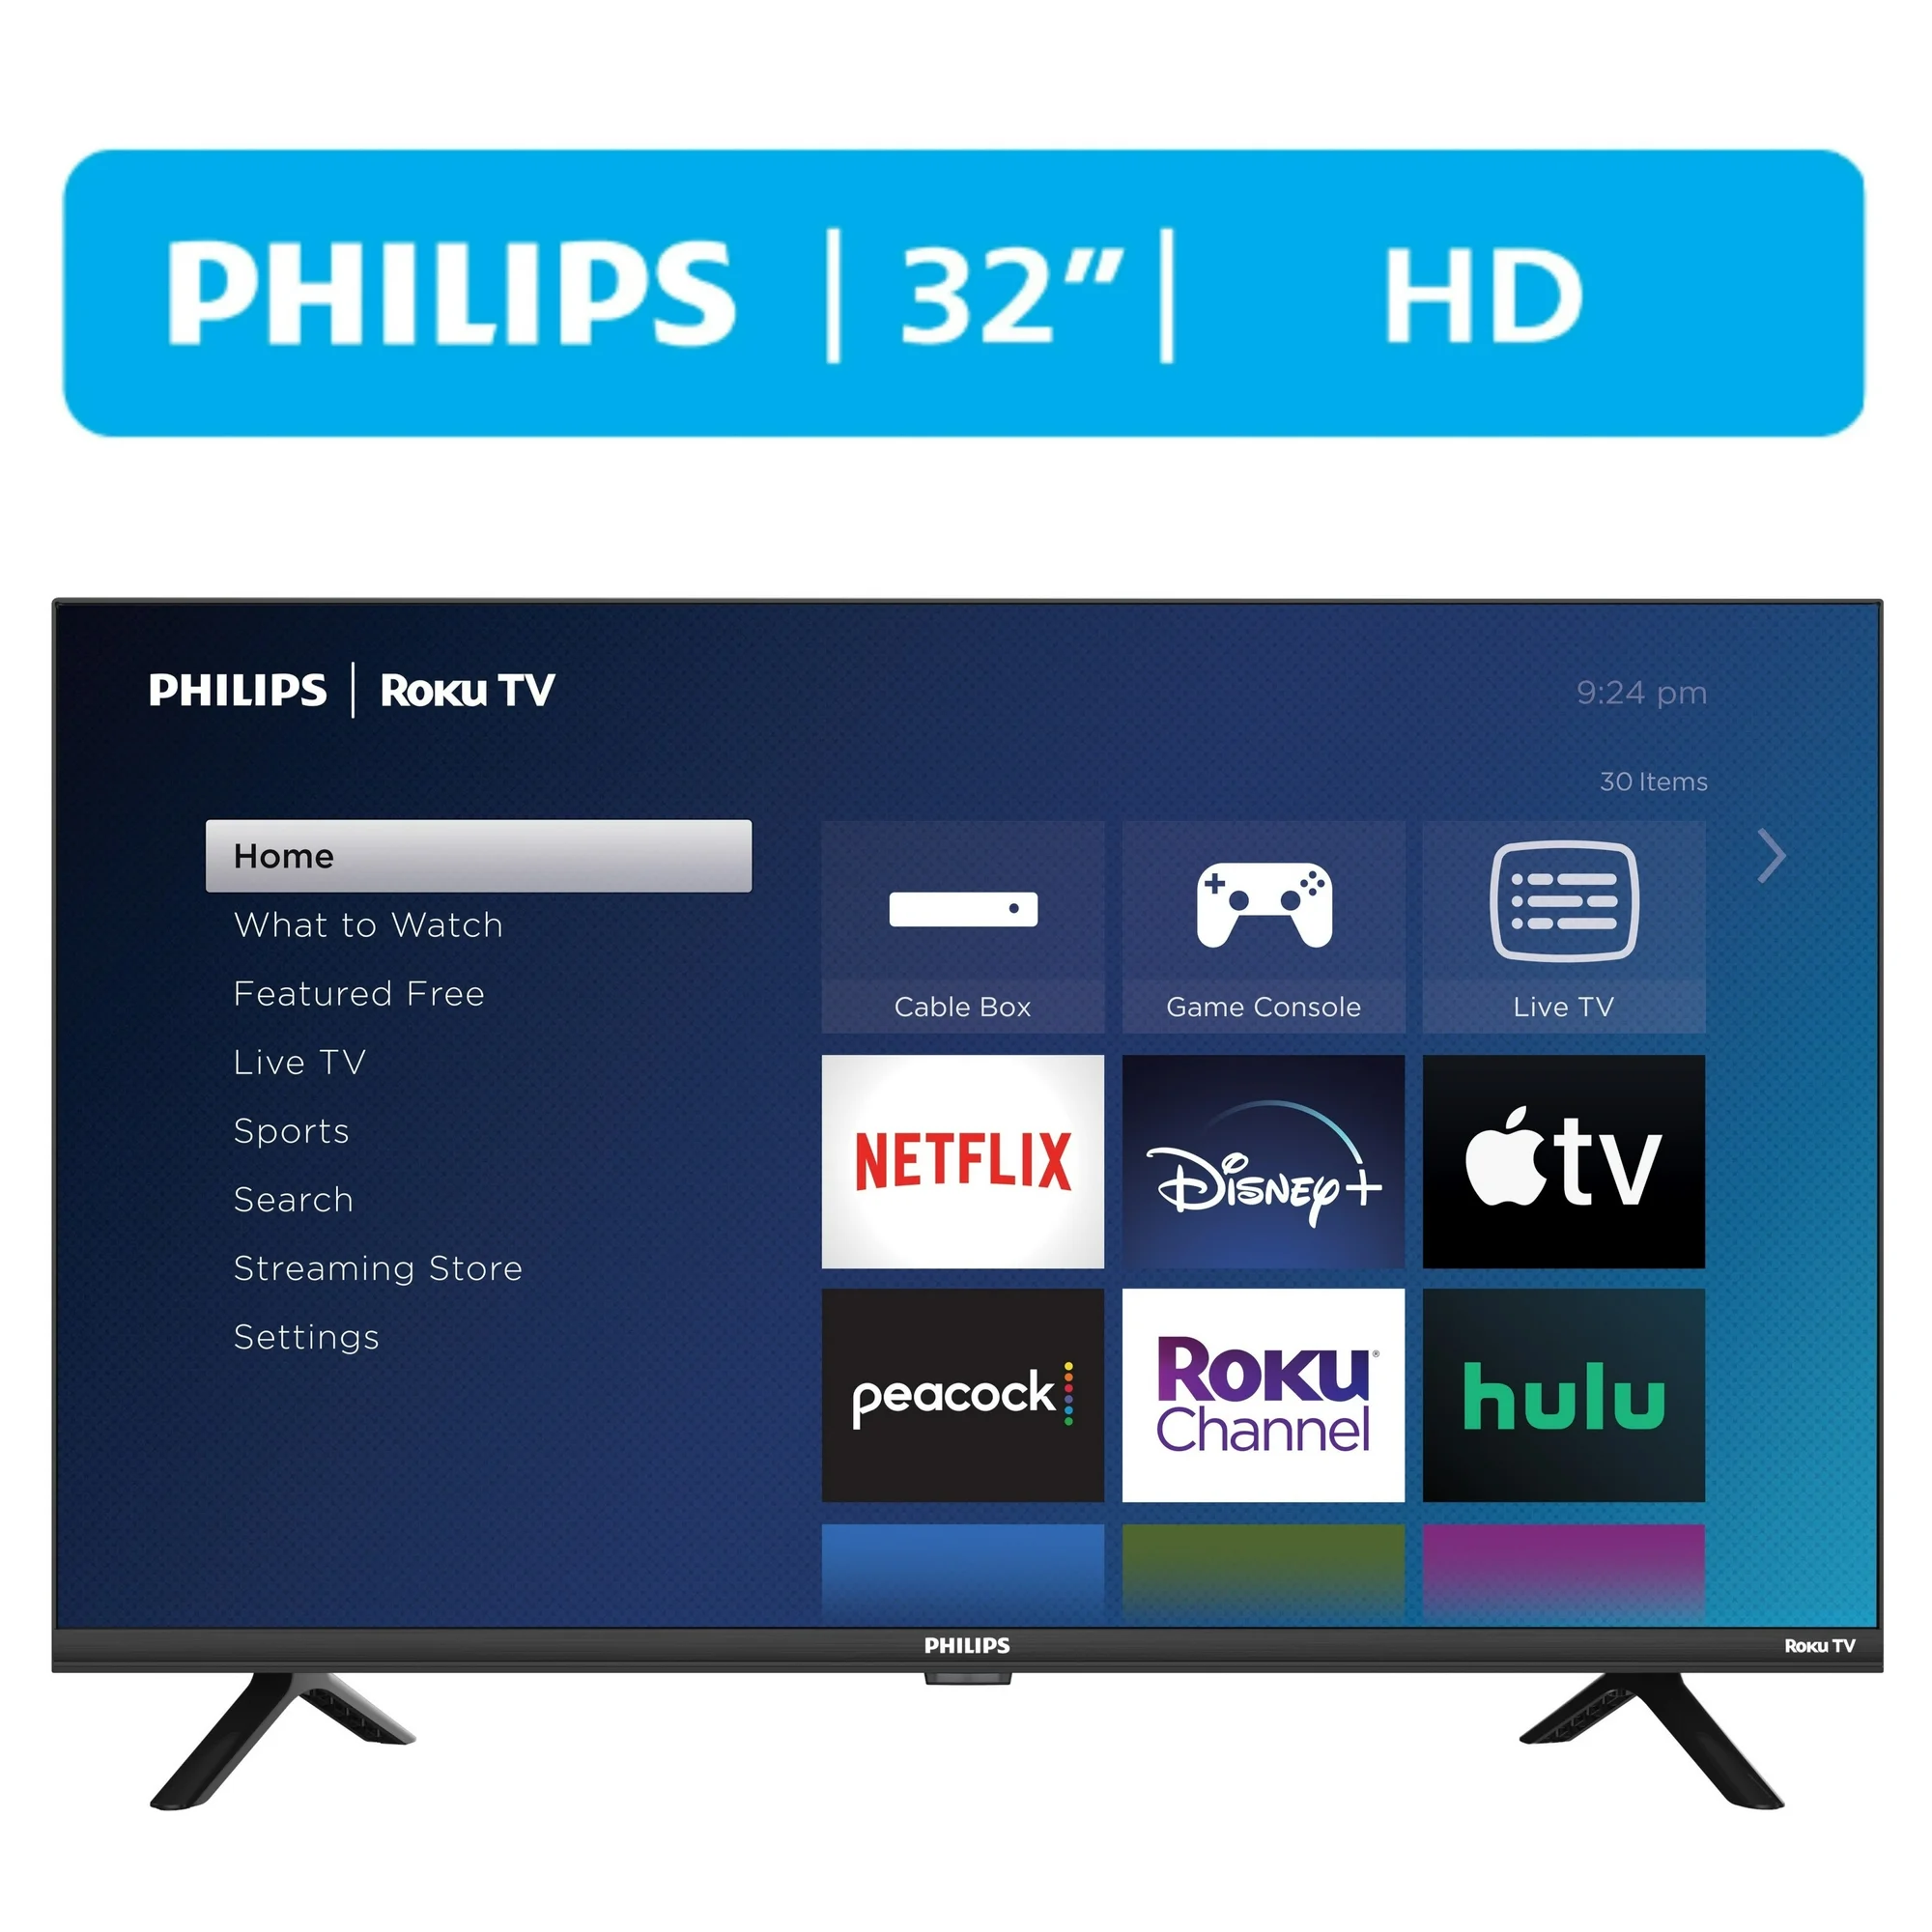 PHILIPS | 32" | HD
PHILIPS | Roku TV
9:24 pm
30 Items
Home
What to Watch
Featured Free
Live TV
Sports
Search
Streaming Store
Settings
Cable Box
Game Console
Live TV
NETFLIX
Disney+
tv
peacock
Roku®
Channel
hulu
PHILIPS
Roku TV